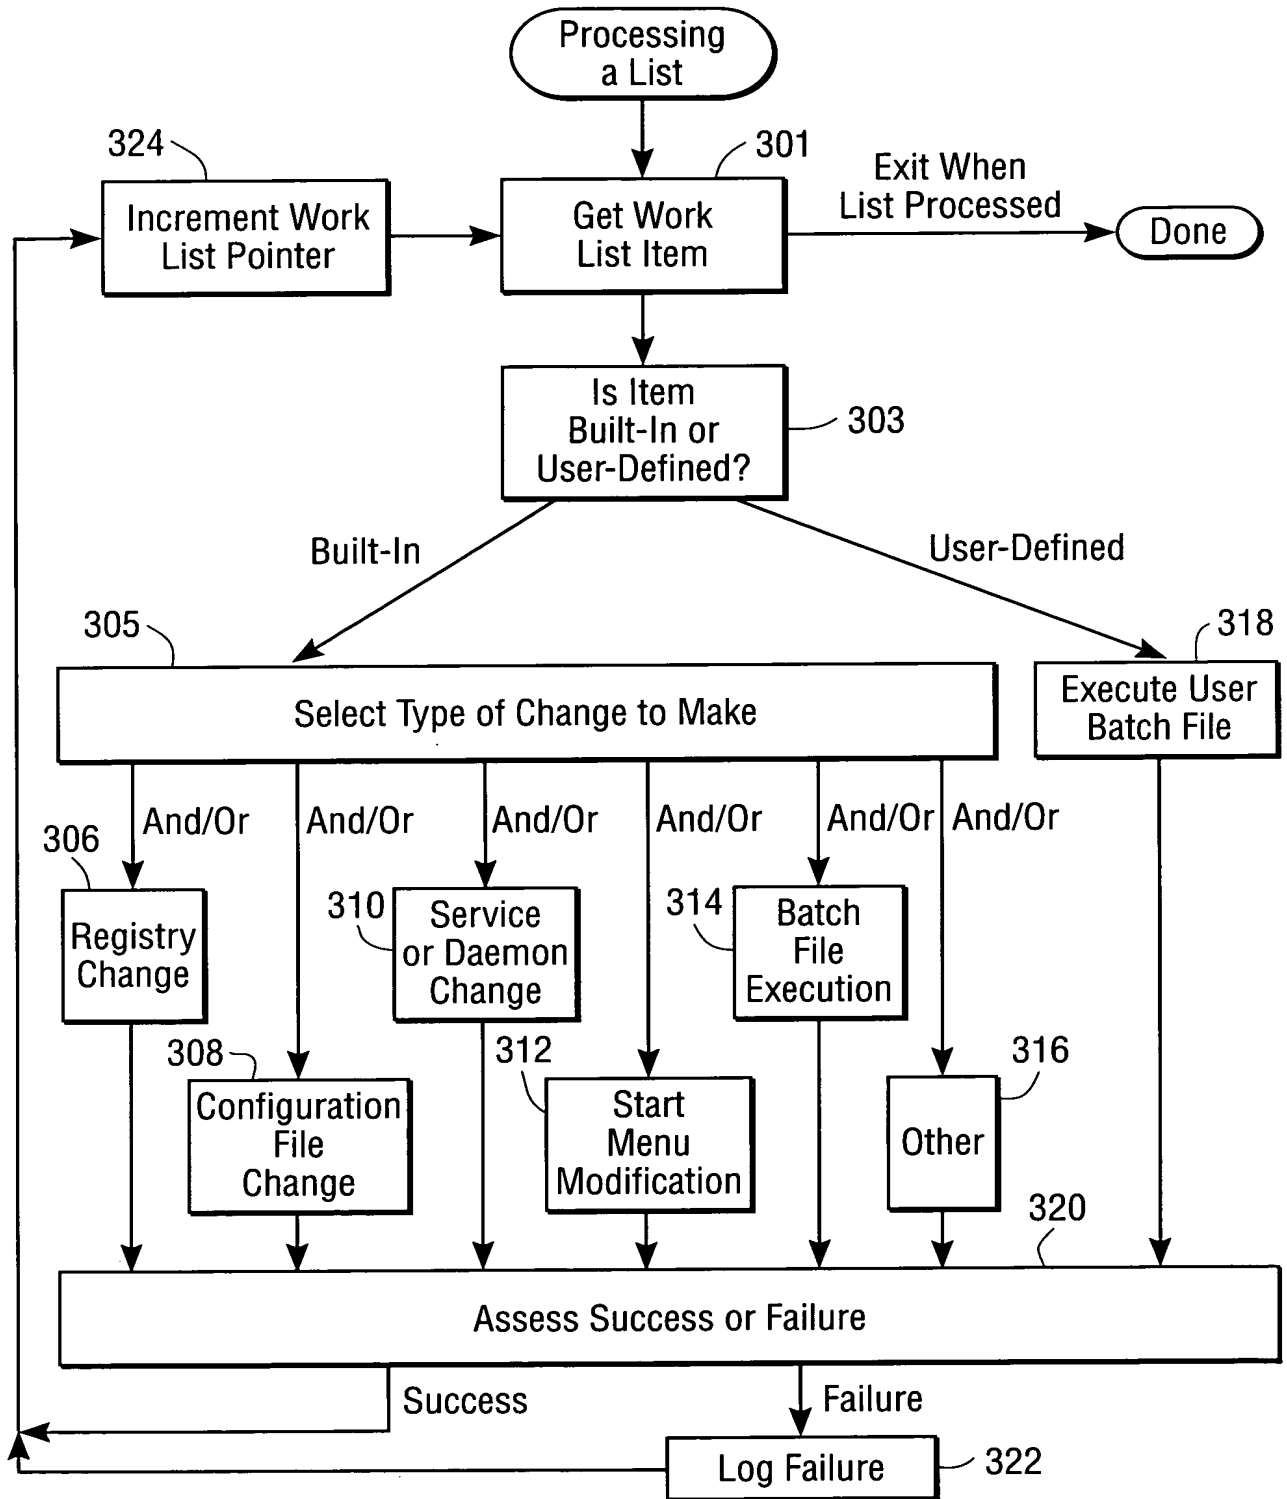 Processing
a List
324
301
Exit When
List Processed
Increment Work
List Pointer
Get Work
List Item
Done
Is Item
Built-In or
User-Defined?
303
Built-In
User-Defined
305
318
Select Type of Change to Make
Execute User
Batch File
And/Or
And/Or
And/Or
And/Or
And/Or
And/Or
306
Registry
Change
310
Service
or Daemon
Change
314
Batch
File
Execution
308
Configuration
File
Change
312
Start
Menu
Modification
316
Other
320
Assess Success or Failure
Success
Failure
Log Failure
322